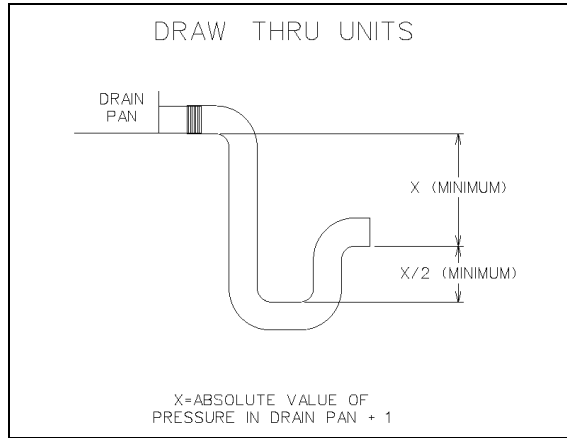 DRAW THRU UNITS
DRAIN
PAN
X (MINIMUM)
X/2 (MINIMUM)
X=ABSOLUTE VALUE OF
PRESSURE IN DRAIN PAN + 1